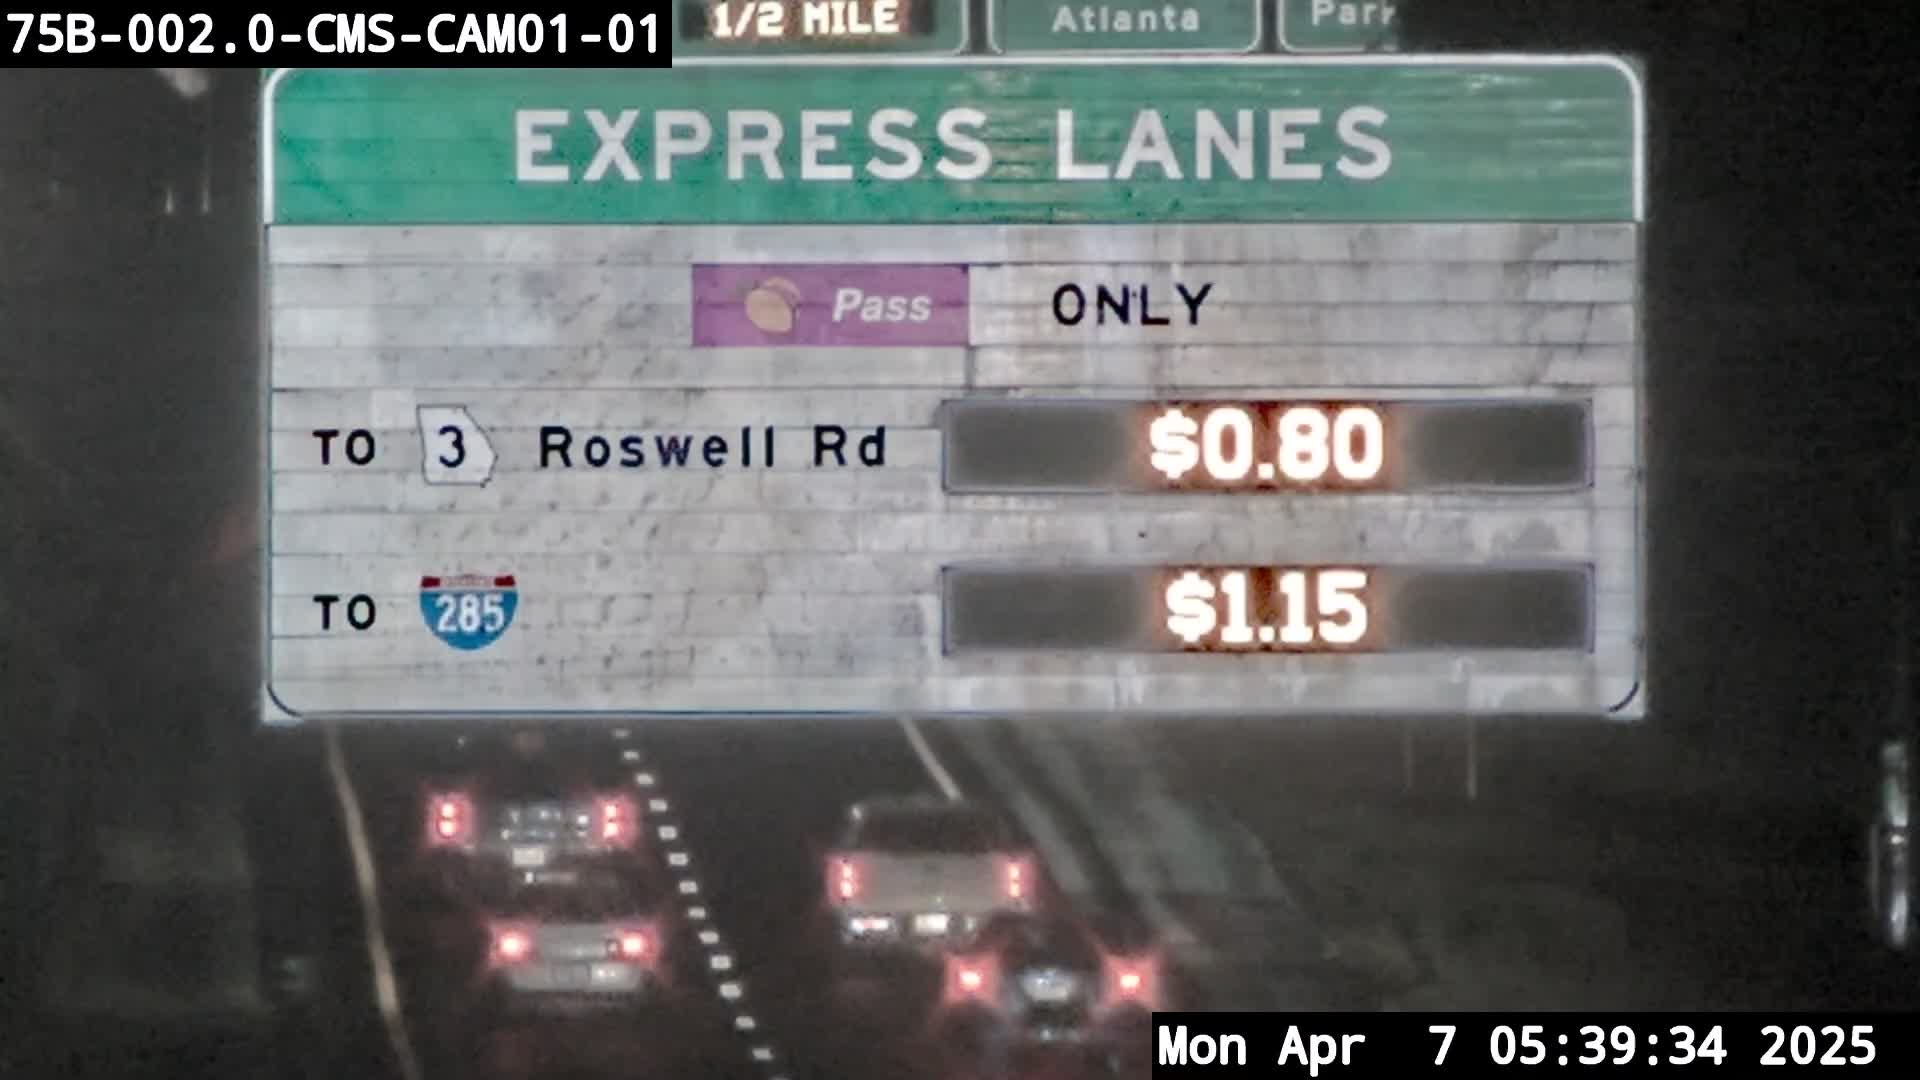 75B-002.0-CMS-CAM01-01
1/2 MILE
Atlanta
Park
EXPRESS LANES
Pass ONLY
TO 3 Roswell Rd $0.80
TO 285 $1.15
Mon Apr 7 05:39:34 2025